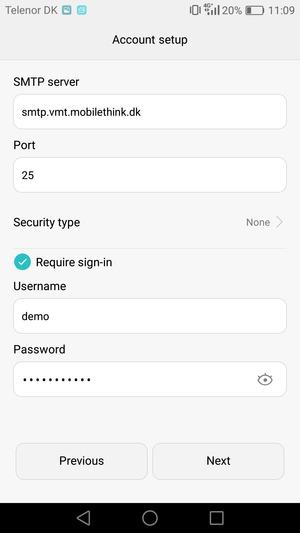 Telenor DK 4G+ 20% 11:09
Account setup
SMTP server
smtp.vmt.mobilethink.dk
Port
25
Security type None
Require sign-in
Username
demo
Password
•••••••••••
Previous Next